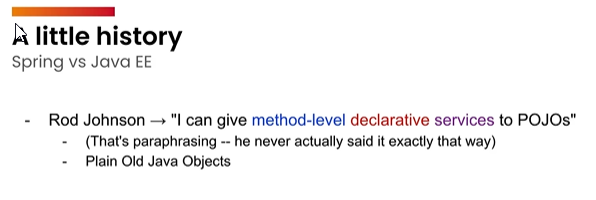 A little history
Spring vs Java EE
- Rod Johnson → "I can give method-level declarative services to POJOs"
- (That's paraphrasing -- he never actually said it exactly that way)
- Plain Old Java Objects